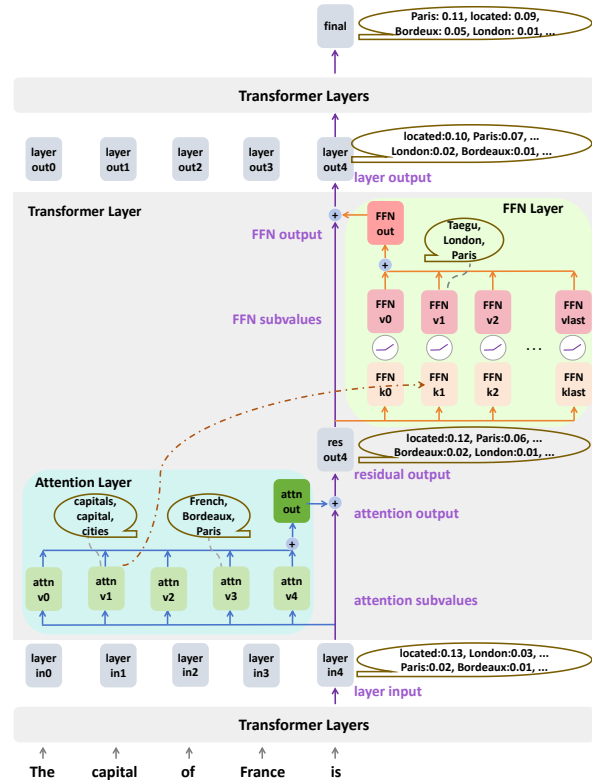 final
Paris: 0.11, located: 0.09,
Bordeux: 0.05, London: 0.01, ...
Transformer Layers
layer out0
layer out1
layer out2
layer out3
layer out4
located:0.10, Paris:0.07, ...
London:0.02, Bordeaux:0.01, ...
layer output
Transformer Layer
FFN Layer
FFN output
FFN out
Taegu,
London,
Paris
FFN subvalues
FFN v0
FFN v1
FFN v2
FFN vlast
...
FFN k0
FFN k1
FFN k2
FFN klast
res out4
located:0.12, Paris:0.06, ...
Bordeaux:0.02, London:0.01, ...
residual output
Attention Layer
attn out
attention output
capitals,
capital,
cities
French,
Bordeaux,
Paris
attn v0
attn v1
attn v2
attn v3
attn v4
attention subvalues
layer in0
layer in1
layer in2
layer in3
layer in4
located:0.13, London:0.03, ...
Paris:0.02, Bordeaux:0.01, ...
layer input
Transformer Layers
The capital of France is